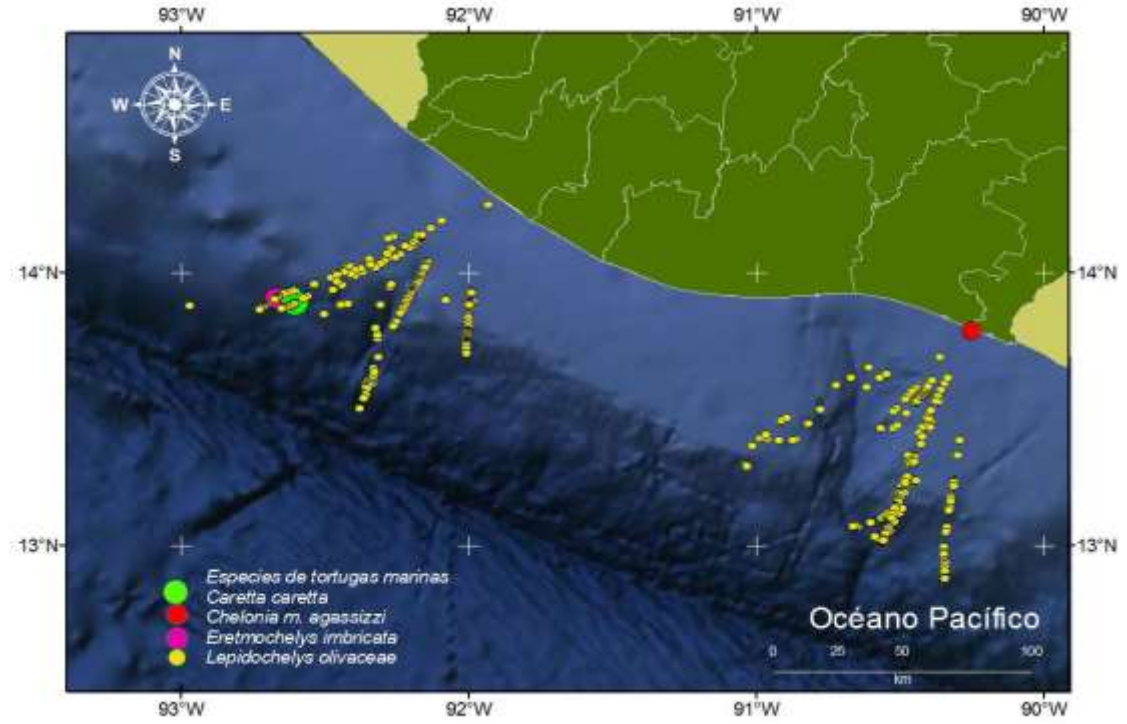 93°W 92°W 91°W 90°W
N
W E
S
14°N 14°N
13°N 13°N
Especies de tortugas marinas
Caretta caretta
Chelonia m. agassizzi
Eretmochelys imbricata
Lepidochelys olivaceae
Océano Pacífico
0 25 50 100
km
93°W 92°W 91°W 90°W